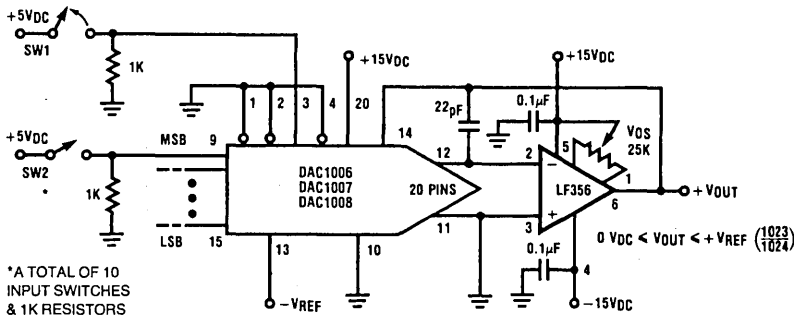 +5VDC
SW1
1K
+15VDC
1 2 3 4 20
14
22pF
0.1µF
+15VDC
VOS
25K
+5VDC
SW2
1K
*
MSB 9
LSB 15
DAC1006
DAC1007
DAC1008
20 PINS
12
11
13
10
-VREF
2
3
5
1
6
4
−
+
LF356
+VOUT
0 VDC ≤ VOUT ≤ +VREF (1023/1024)
0.1µF
-15VDC
*A TOTAL OF 10
INPUT SWITCHES
& 1K RESISTORS